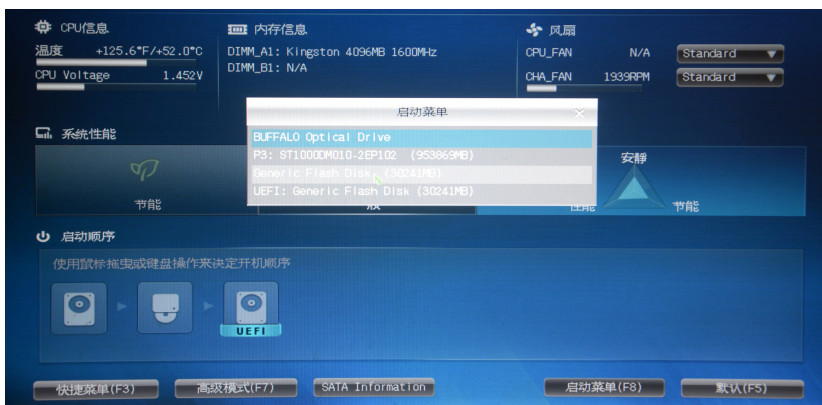 CPU信息
温度 +125.6°F/+52.0°C
CPU Voltage 1.452V
内存信息
DIMM_A1: Kingston 4096MB 1600MHz
DIMM_B1: N/A
风扇
CPU_FAN N/A Standard
CHA_FAN 1939RPM Standard
启动菜单
BUFFALO Optical Drive
P3: ST1000DM010-2EP102 (953869MB)
Generic Flash Disk (30241MB)
UEFI: Generic Flash Disk (30241MB)
系统性能
节能
安静
性能
节能
启动顺序
使用鼠标拖曳或键盘操作来决定开机顺序
UEFI
快捷菜单(F3) 高级模式(F7) SATA Information 启动菜单(F8) 默认(F5)